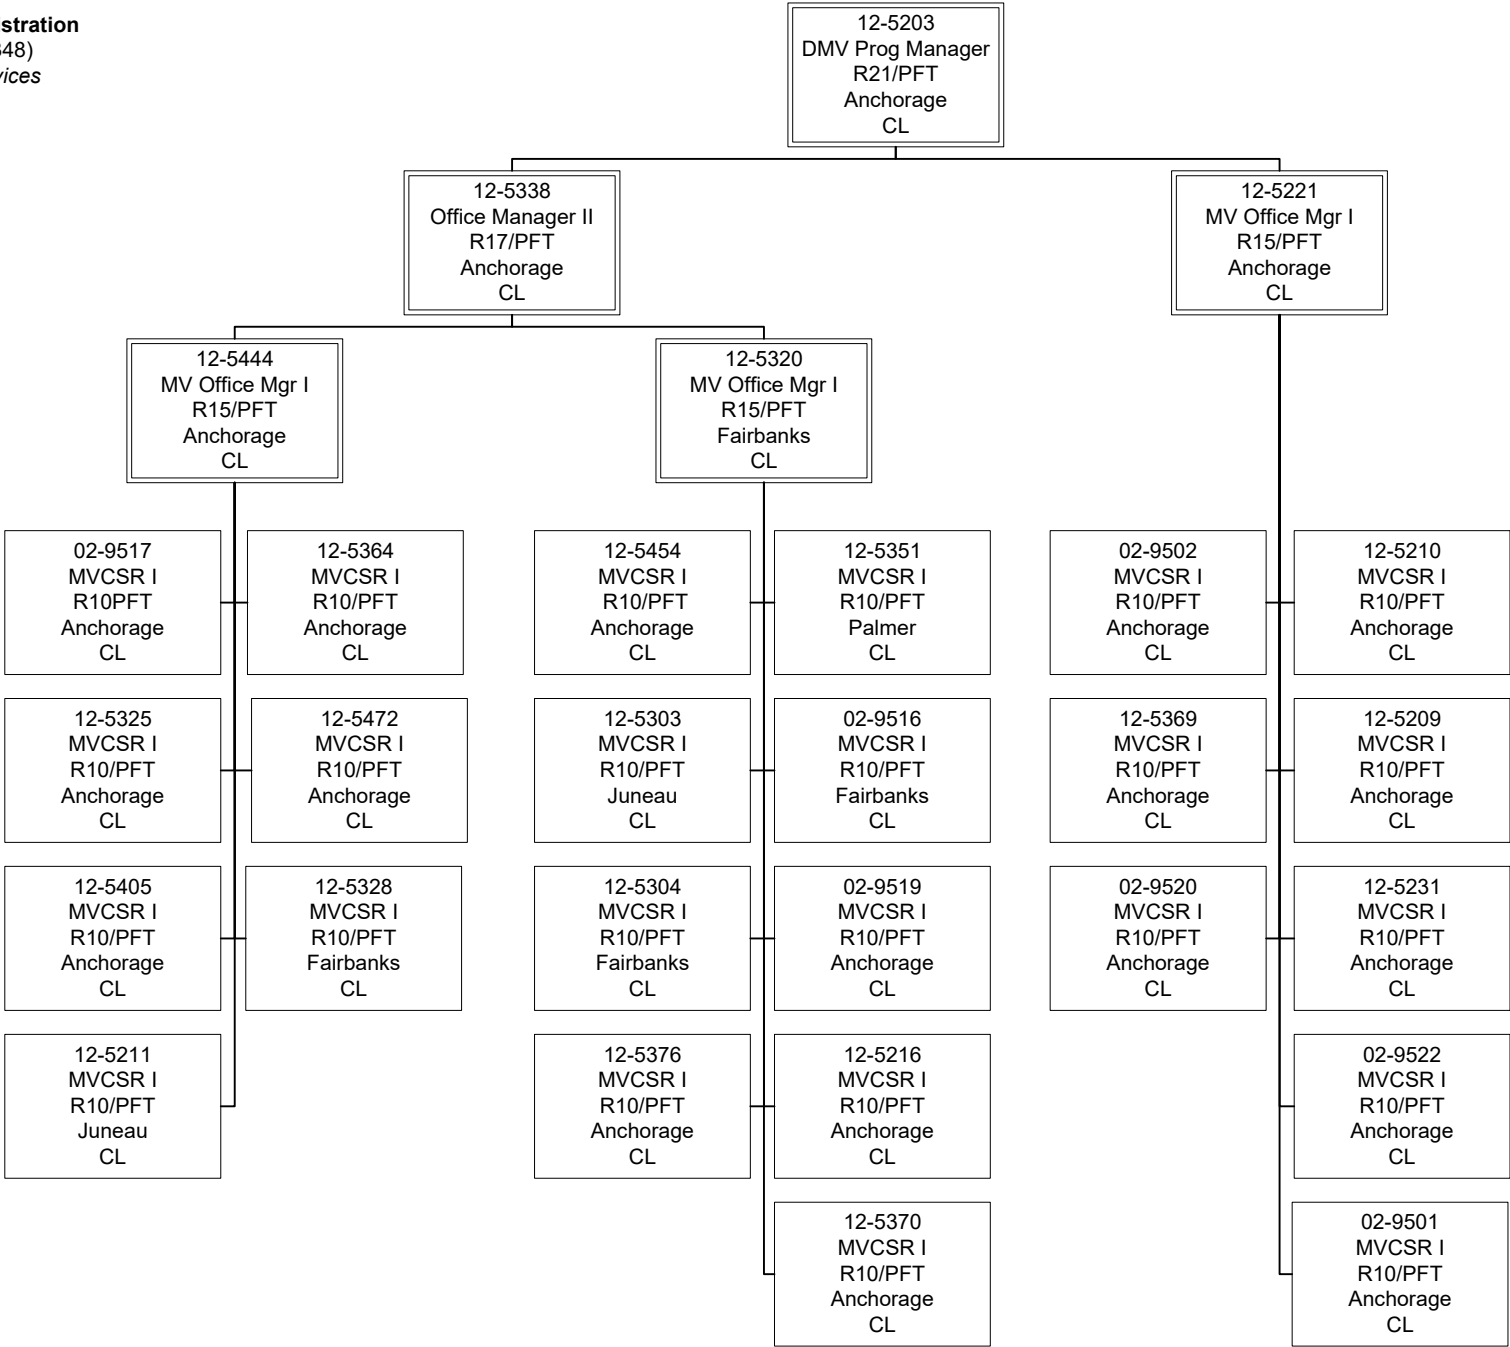 stration
vices
12-5203
DMV Prog Manager
R21/PFT
Anchorage
CL
12-5338
Office Manager II
R17/PFT
Anchorage
CL
12-5221
MV Office Mgr I
R15/PFT
Anchorage
CL
12-5444
MV Office Mgr I
R15/PFT
Anchorage
CL
12-5320
MV Office Mgr I
R15/PFT
Fairbanks
CL
02-9517
MVCSR I
R10PFT
Anchorage
CL
12-5364
MVCSR I
R10/PFT
Anchorage
CL
12-5454
MVCSR I
R10/PFT
Anchorage
CL
12-5351
MVCSR I
R10/PFT
Palmer
CL
02-9502
MVCSR I
R10/PFT
Anchorage
CL
12-5210
MVCSR I
R10/PFT
Anchorage
CL
12-5325
MVCSR I
R10/PFT
Anchorage
CL
12-5472
MVCSR I
R10/PFT
Anchorage
CL
12-5303
MVCSR I
R10/PFT
Juneau
CL
02-9516
MVCSR I
R10/PFT
Fairbanks
CL
12-5369
MVCSR I
R10/PFT
Anchorage
CL
12-5209
MVCSR I
R10/PFT
Anchorage
CL
12-5405
MVCSR I
R10/PFT
Anchorage
CL
12-5328
MVCSR I
R10/PFT
Fairbanks
CL
12-5304
MVCSR I
R10/PFT
Fairbanks
CL
02-9519
MVCSR I
R10/PFT
Anchorage
CL
02-9520
MVCSR I
R10/PFT
Anchorage
CL
12-5231
MVCSR I
R10/PFT
Anchorage
CL
12-5211
MVCSR I
R10/PFT
Juneau
CL
12-5376
MVCSR I
R10/PFT
Anchorage
CL
12-5216
MVCSR I
R10/PFT
Anchorage
CL
02-9522
MVCSR I
R10/PFT
Anchorage
CL
12-5370
MVCSR I
R10/PFT
Anchorage
CL
02-9501
MVCSR I
R10/PFT
Anchorage
CL